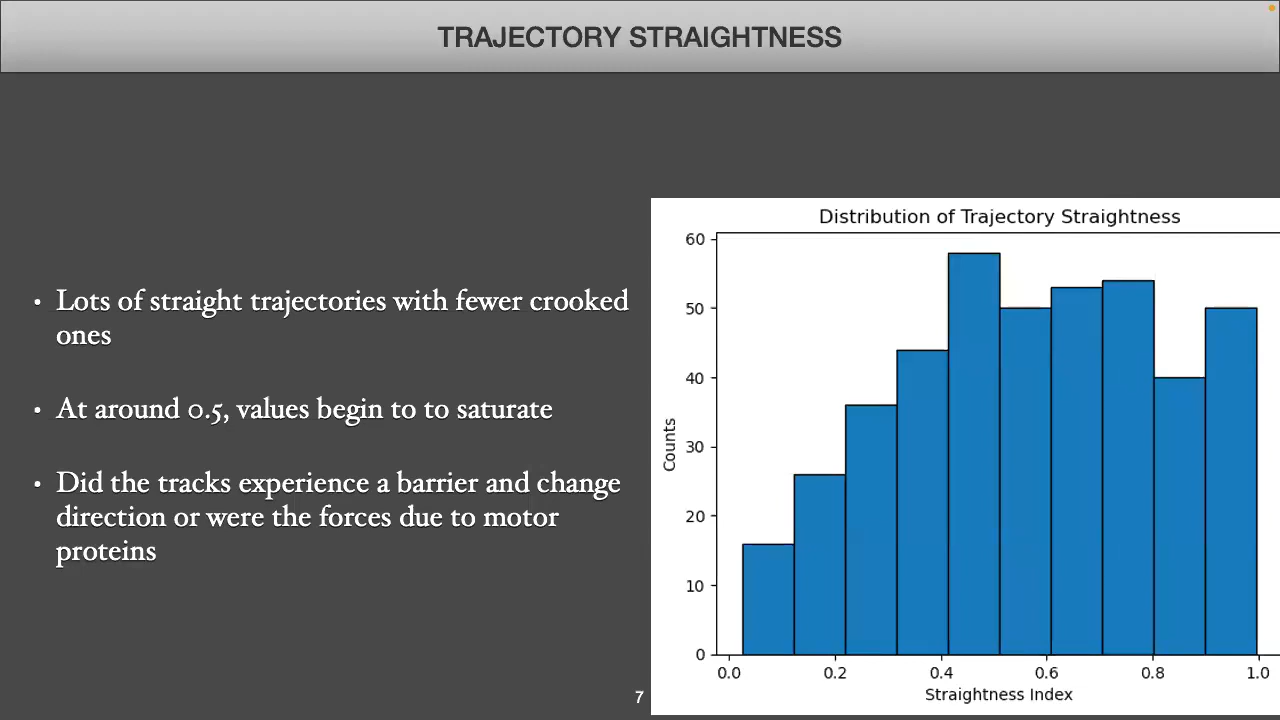 TRAJECTORY STRAIGHTNESS
• Lots of straight trajectories with fewer crooked
ones
• At around 0.5, values begin to to saturate
• Did the tracks experience a barrier and change
direction or were the forces due to motor
proteins
7
Distribution of Trajectory Straightness
60
50
40
30
20
10
0
Counts
0.0 0.2 0.4 0.6 0.8 1.0
Straightness Index